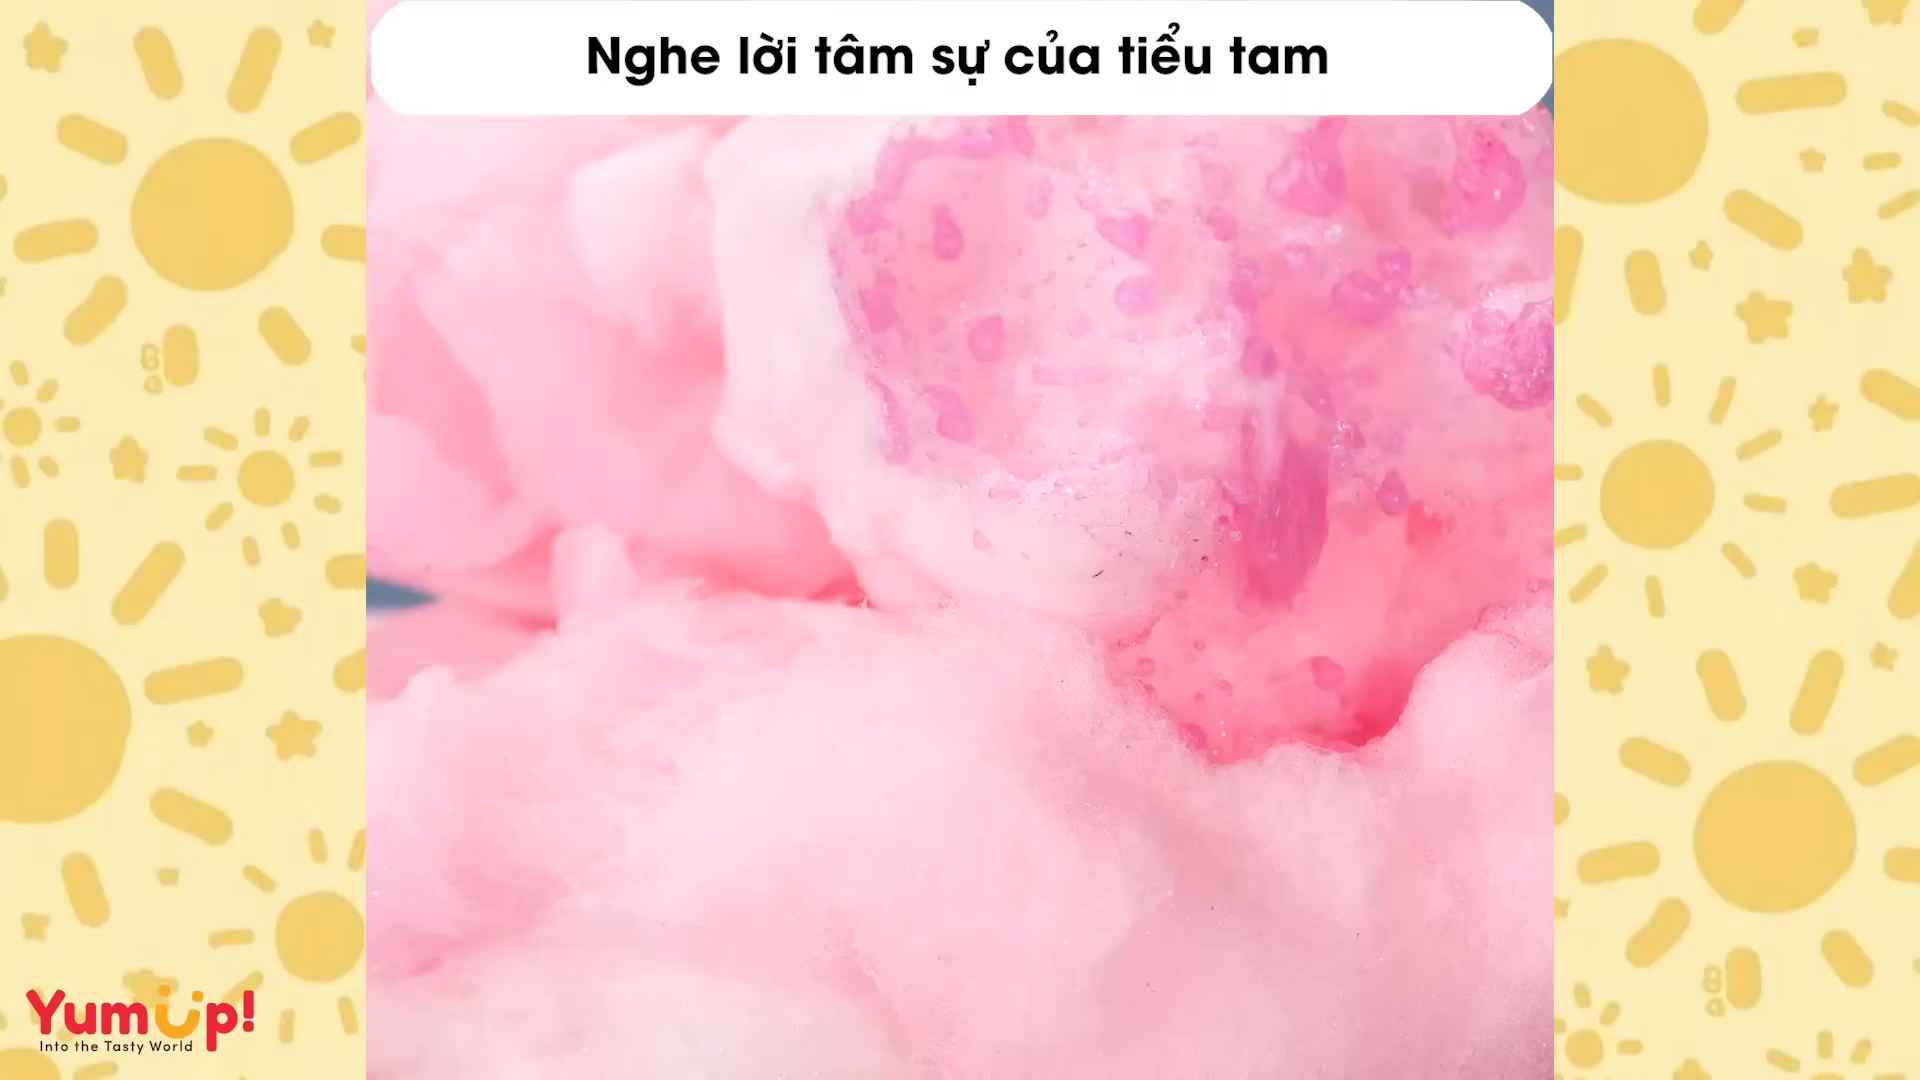 Nghe lời tâm sự của tiểu tam
YumUp!
Into the Tasty World